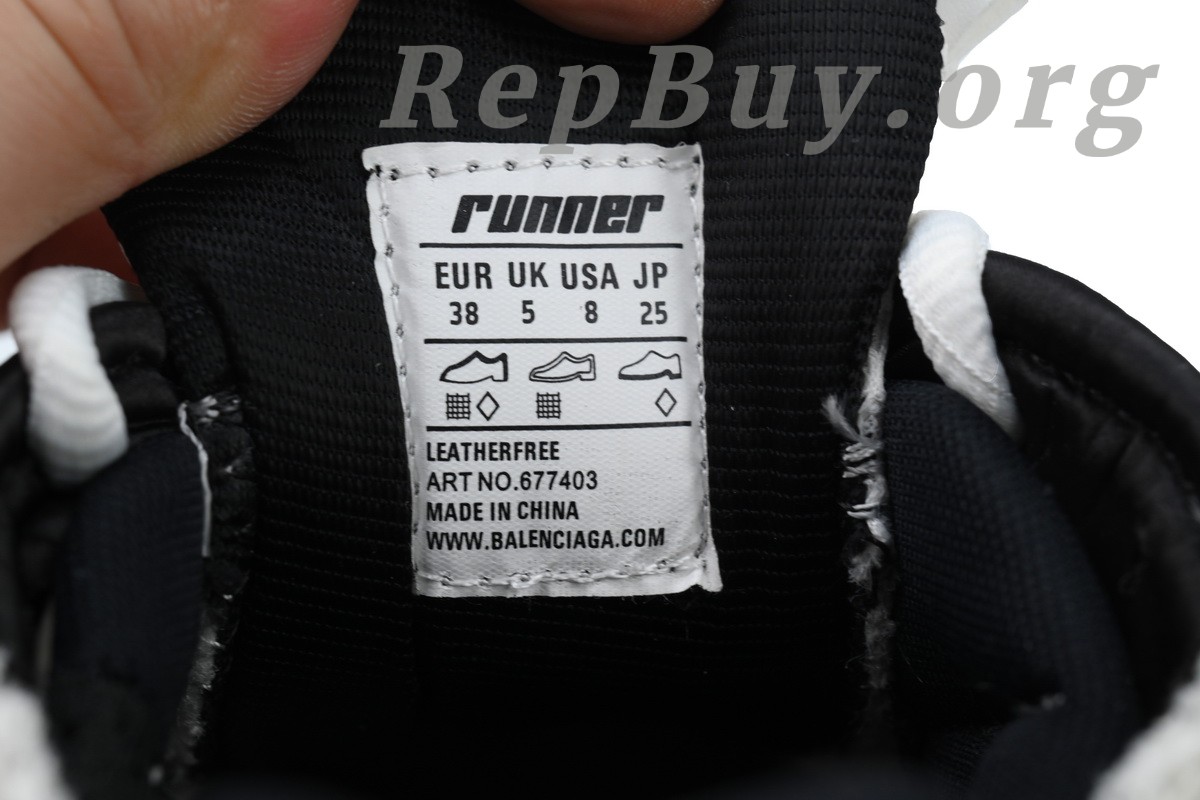 RepBuy.org
runner
EUR UK USA JP
38 5 8 25
LEATHERFREE
ART NO.677403
MADE IN CHINA
WWW.BALENCIAGA.COM